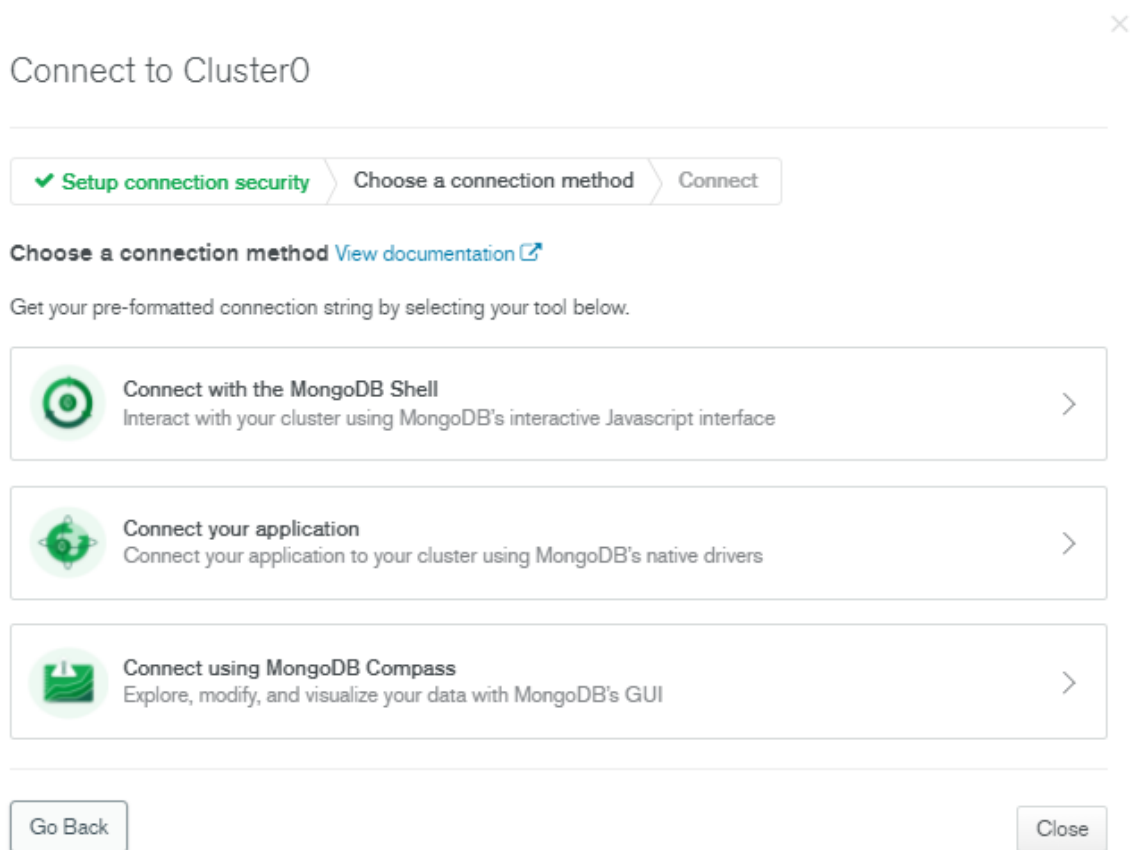 ×
Connect to Cluster0
✔ Setup connection security Choose a connection method Connect
Choose a connection method View documentation
Get your pre-formatted connection string by selecting your tool below.
Connect with the MongoDB Shell
Interact with your cluster using MongoDB's interactive Javascript interface
Connect your application
Connect your application to your cluster using MongoDB's native drivers
Connect using MongoDB Compass
Explore, modify, and visualize your data with MongoDB's GUI
Go Back Close